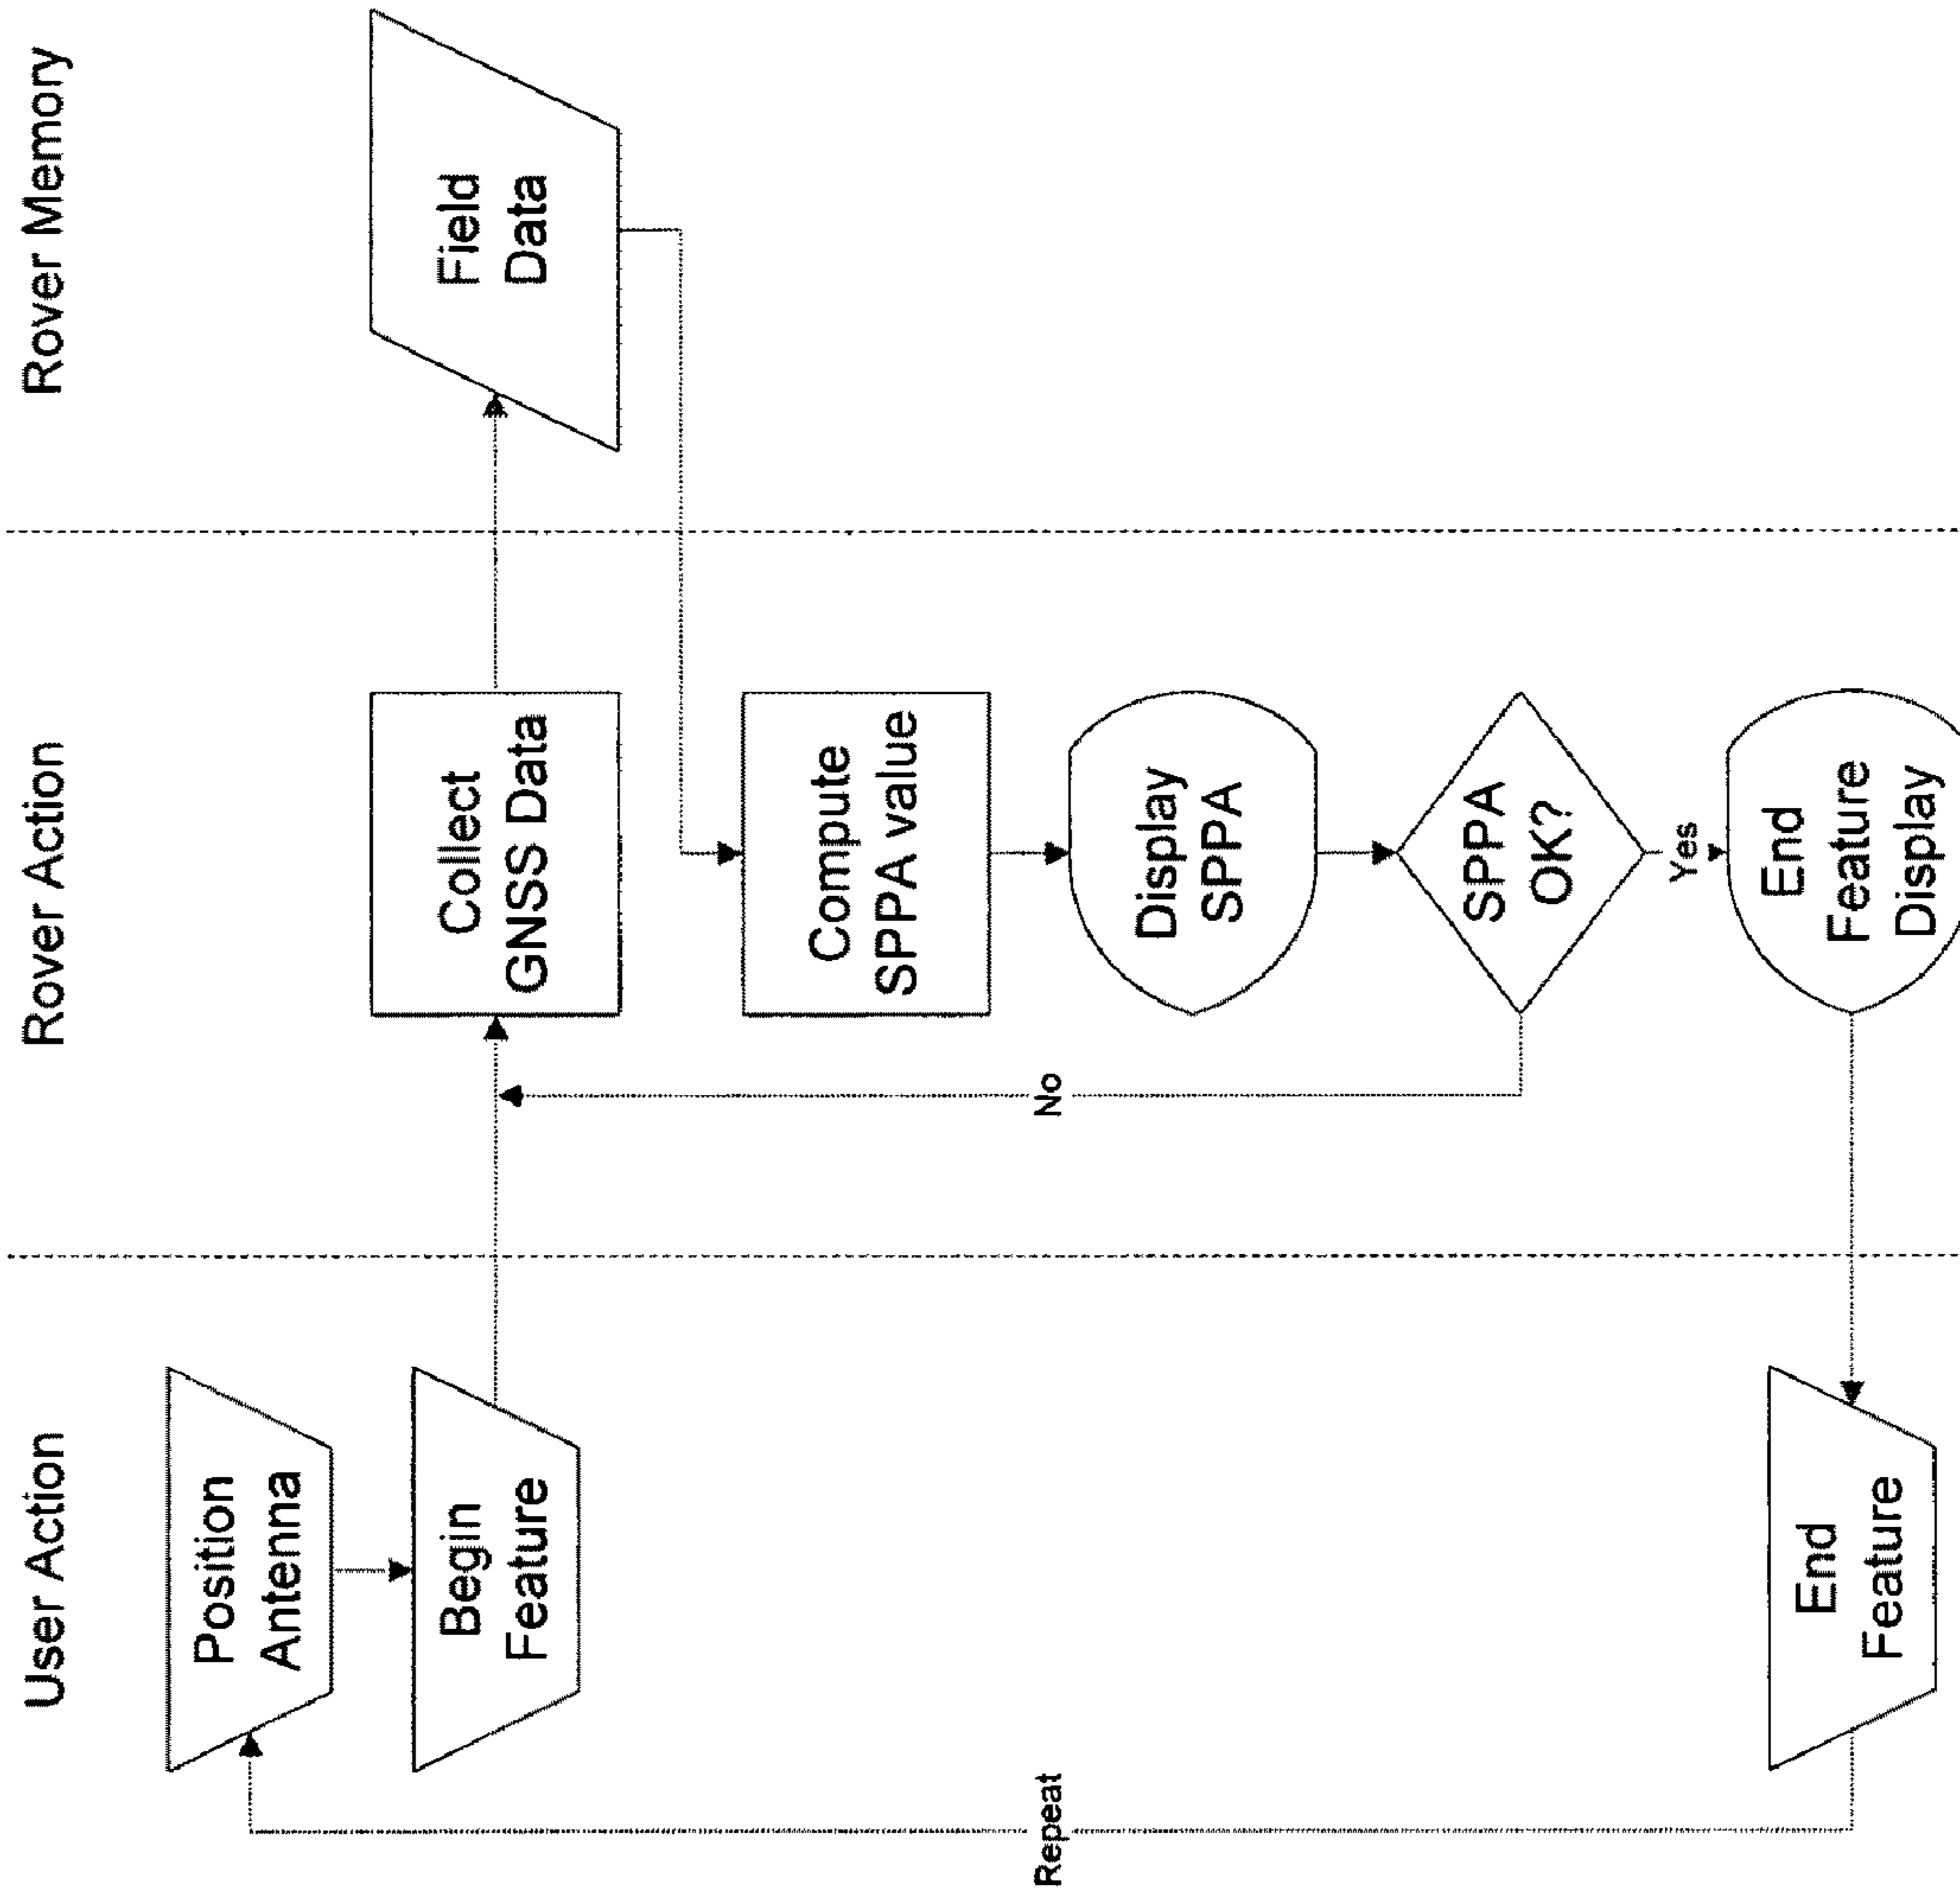 User Action
Rover Action
Rover Memory
Position
Antenna
Begin
Feature
Collect
GNSS Data
Field
Data
Compute
SPPA value
Display
SPPA
SPPA
OK?
No
Yes
End
Feature
Display
End
Feature
Repeat